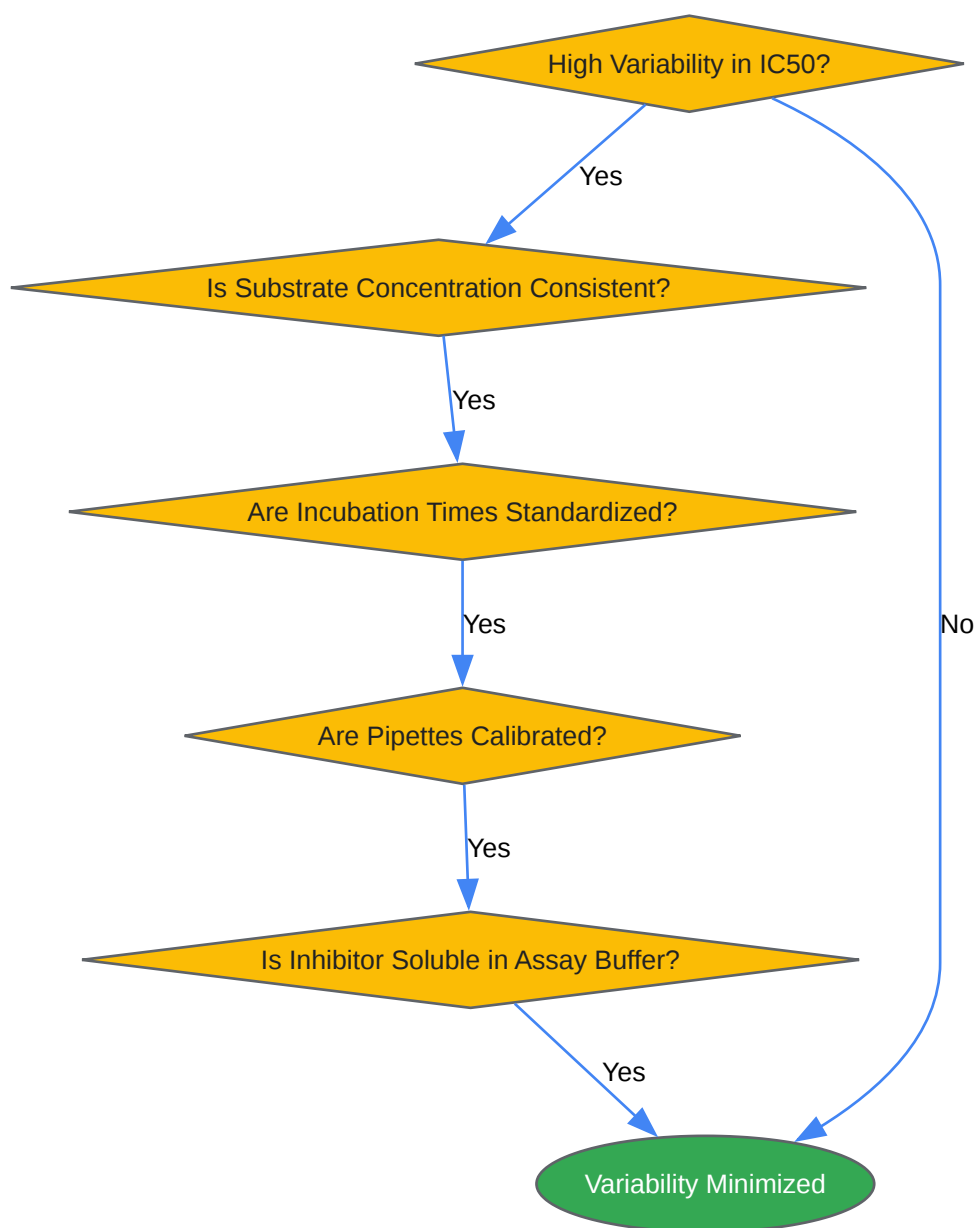 High Variability in IC50?
Yes
Is Substrate Concentration Consistent?
Yes
Are Incubation Times Standardized?
Yes
No
Are Pipettes Calibrated?
Yes
Is Inhibitor Soluble in Assay Buffer?
Yes
Variability Minimized